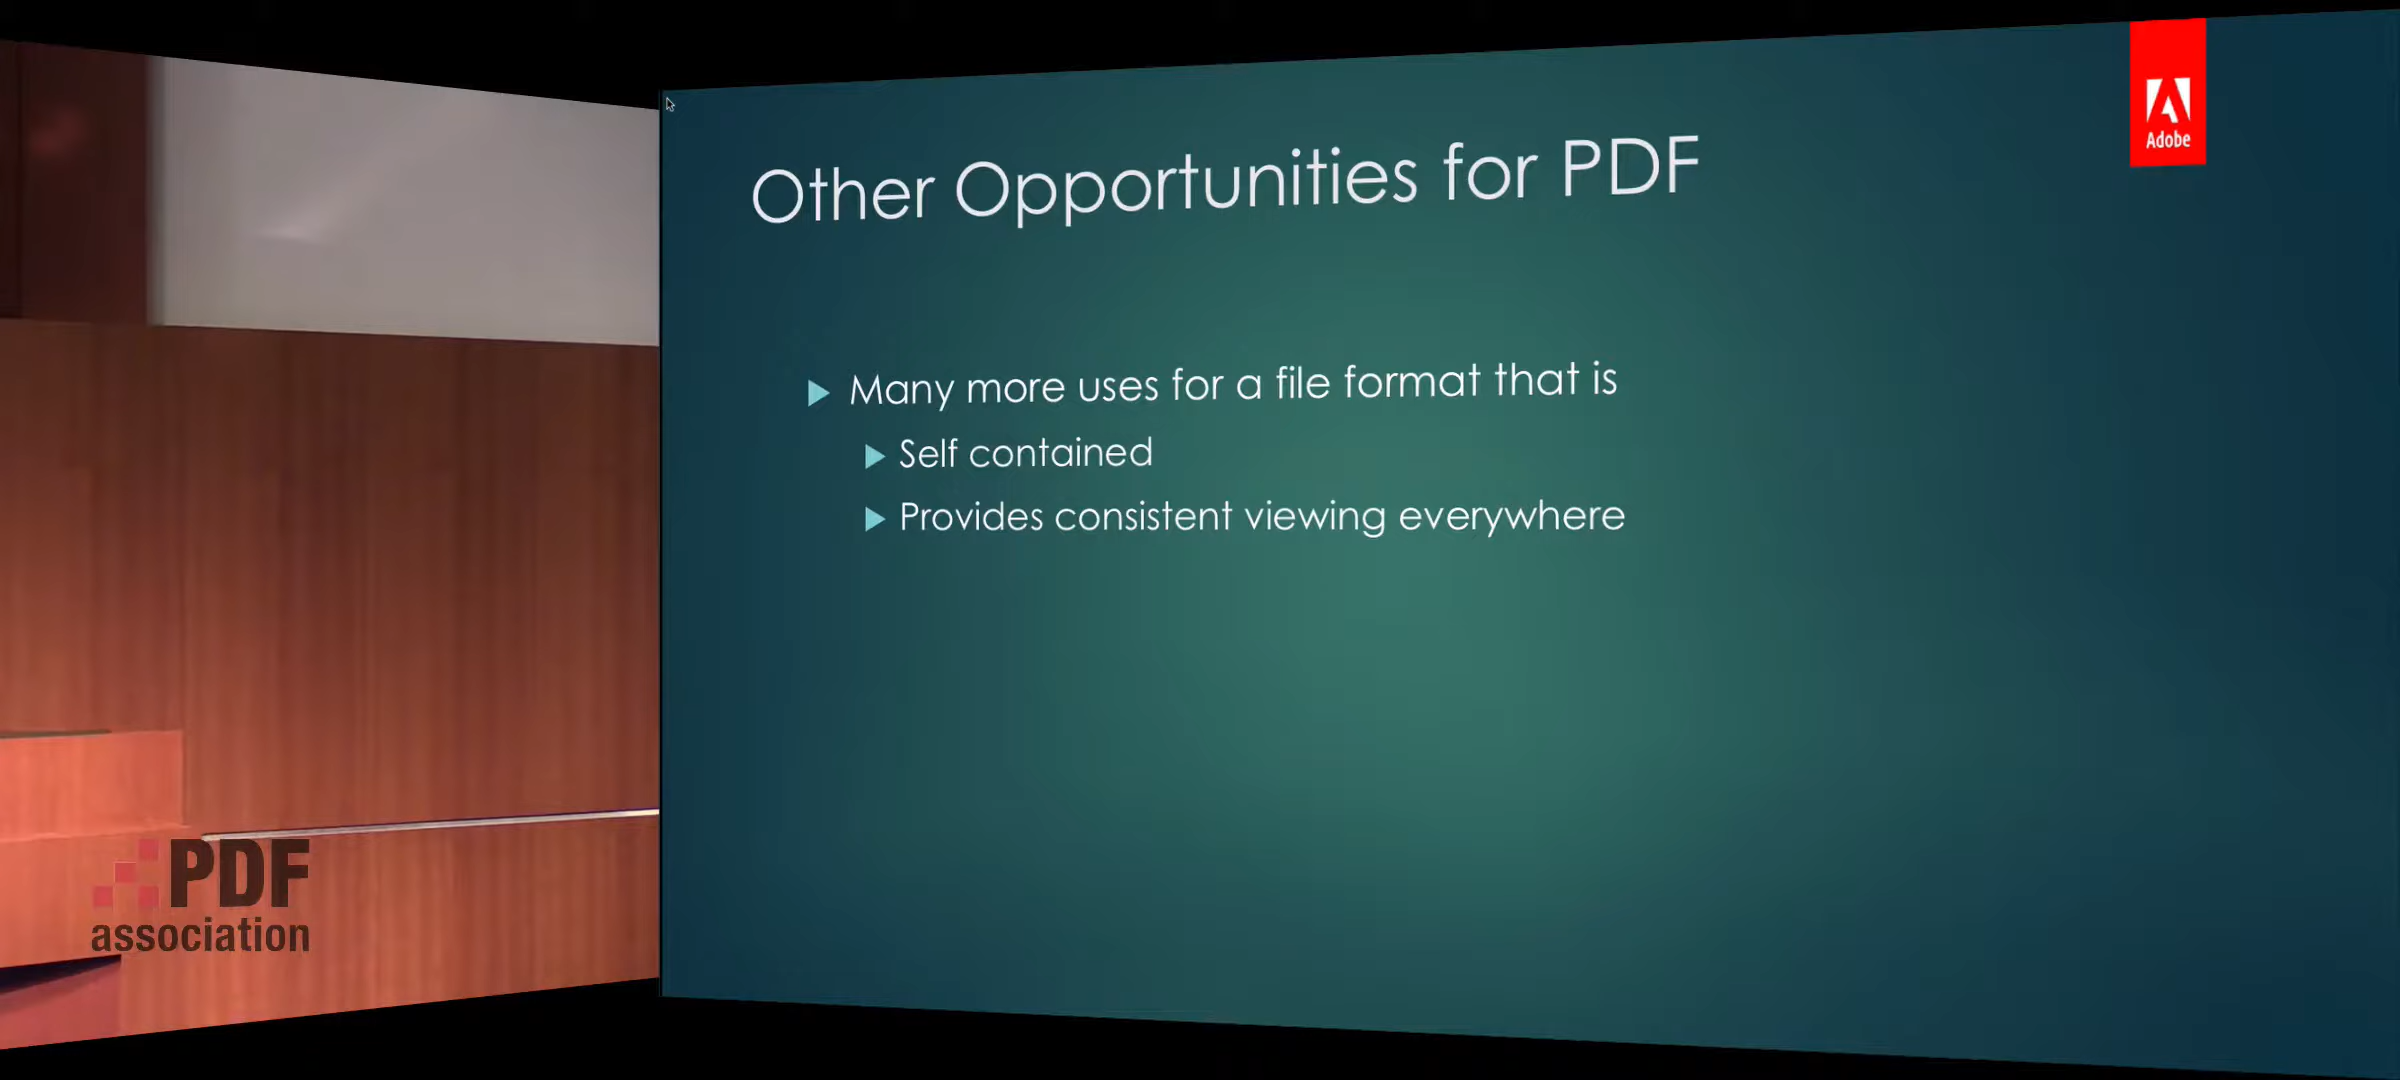 Adobe
Other Opportunities for PDF
Many more uses for a file format that is
Self contained
Provides consistent viewing everywhere
PDF
association